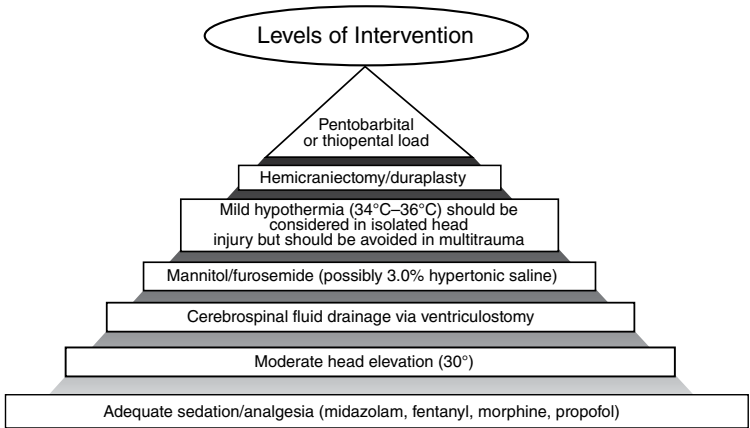 Levels of Intervention
Pentobarbital
or thiopental load
Hemicraniectomy/duraplasty
Mild hypothermia (34°C–36°C) should be
considered in isolated head
injury but should be avoided in multitrauma
Mannitol/furosemide (possibly 3.0% hypertonic saline)
Cerebrospinal fluid drainage via ventriculostomy
Moderate head elevation (30°)
Adequate sedation/analgesia (midazolam, fentanyl, morphine, propofol)